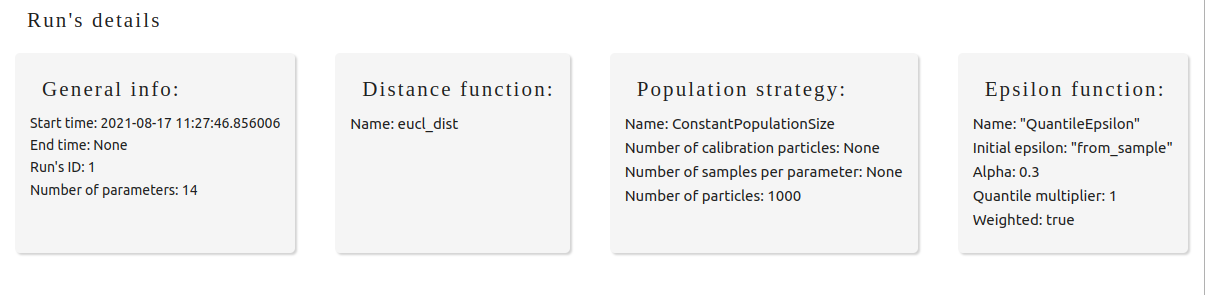 Run's details
General info:
Start time: 2021-08-17 11:27:46.856006
End time: None
Run's ID: 1
Number of parameters: 14
Distance function:
Name: eucl_dist
Population strategy:
Name: ConstantPopulationSize
Number of calibration particles: None
Number of samples per parameter: None
Number of particles: 1000
Epsilon function:
Name: "QuantileEpsilon"
Initial epsilon: "from_sample"
Alpha: 0.3
Quantile multiplier: 1
Weighted: true